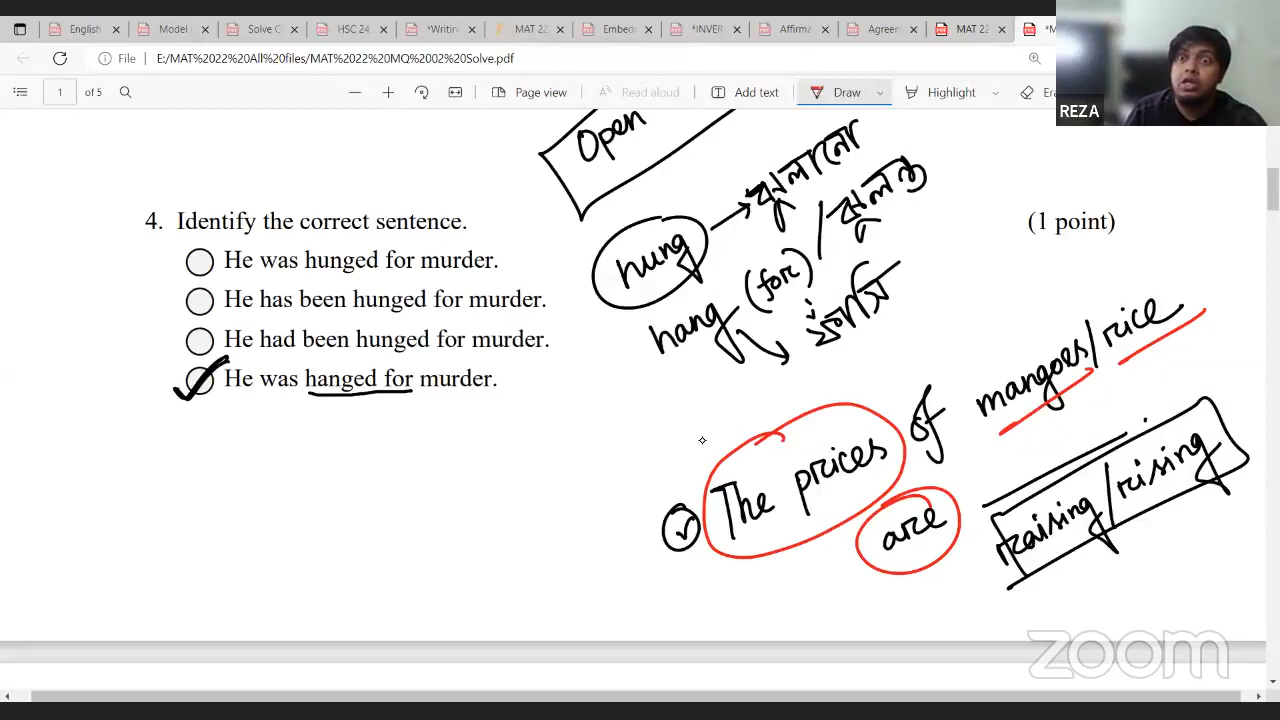 English
Model
Solve C
HSC 24
*Writin
MAT 22
Embed
*INVER
Affirma
Agreem
MAT 22
File
E:/MAT%2022%20All%20files/MAT%2022%20MQ%2002%20Solve.pdf
1 of 5
Page view
Read aloud
Add text
Draw
Highlight
REZA
Open
4. Identify the correct sentence. (1 point)
He was hunged for murder.
He has been hunged for murder.
He had been hunged for murder.
He was hanged for murder.
hung → ঝুলানো / ঝুলন্ত
hang (for)
ফাঁসি
The prices of mangoes/rice
are raising/rising
zoom